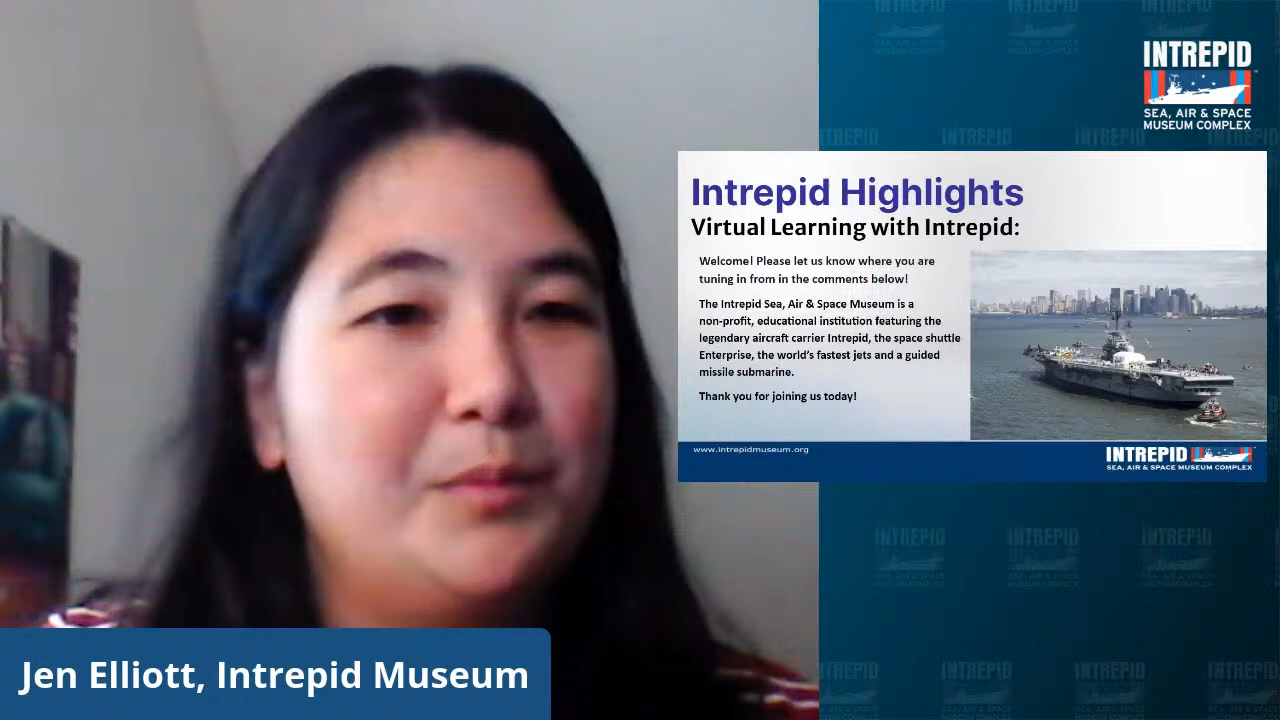 INTREPID
SEA, AIR & SPACE
MUSEUM COMPLEX
Intrepid Highlights
Virtual Learning with Intrepid:
Welcome! Please let us know where you are
tuning in from in the comments below!
The Intrepid Sea, Air & Space Museum is a
non-profit, educational institution featuring the
legendary aircraft carrier Intrepid, the space shuttle
Enterprise, the world's fastest jets and a guided
missile submarine.
Thank you for joining us today!
www.intrepidmuseum.org
INTREPID
SEA, AIR & SPACE MUSEUM COMPLEX
Jen Elliott, Intrepid Museum